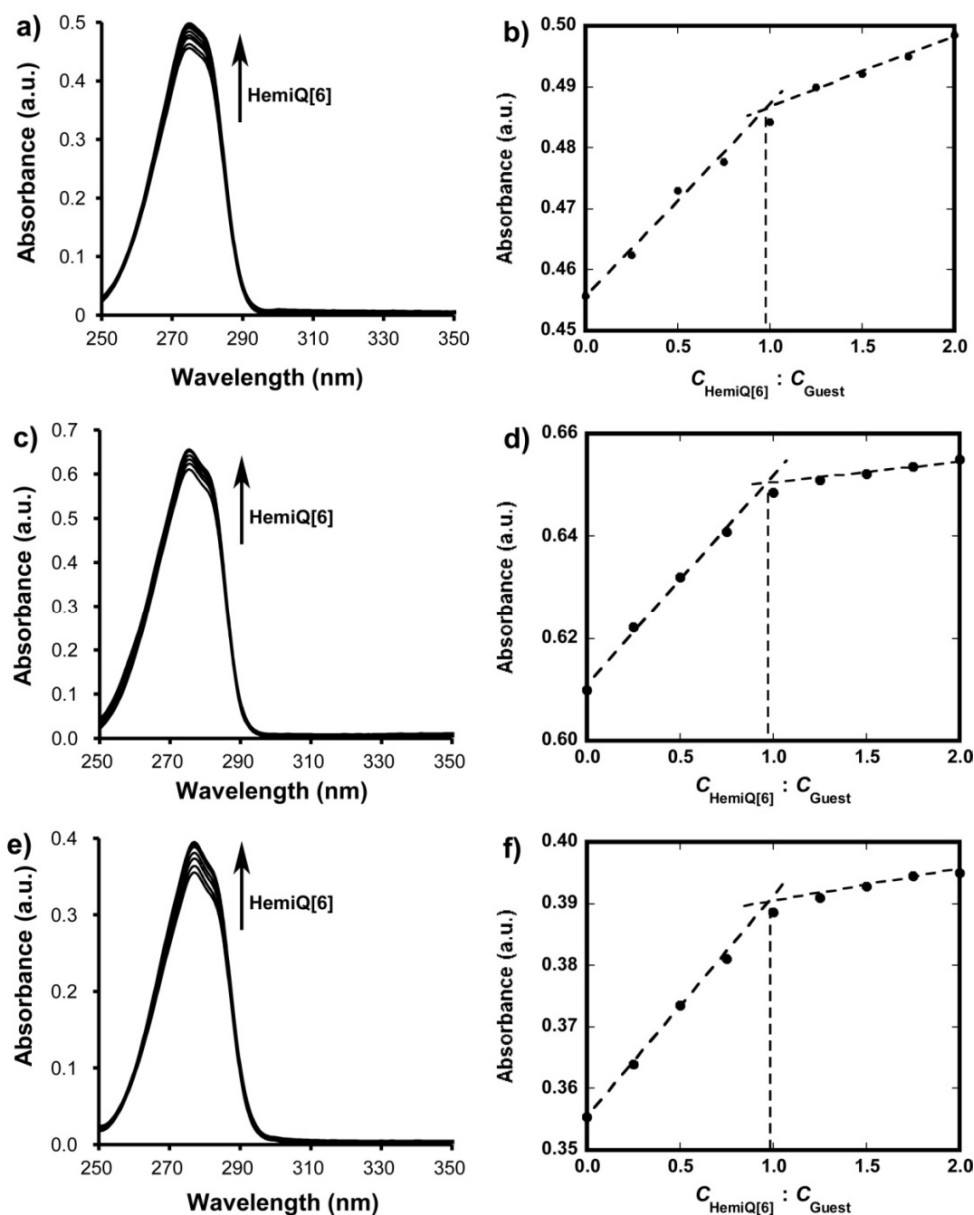 a)
Absorbance (a.u.)
0.5
0.4
0.3
0.2
0.1
0
HemiQ[6]
250 270 290 310 330 350
Wavelength (nm)
b)
Absorbance (a.u.)
0.50
0.49
0.48
0.47
0.46
0.45
0.0 0.5 1.0 1.5 2.0
C HemiQ[6] : C Guest
c)
Absorbance (a.u.)
0.7
0.6
0.5
0.4
0.3
0.2
0.1
0.0
HemiQ[6]
250 270 290 310 330 350
Wavelength (nm)
d)
Absorbance (a.u.)
0.66
0.64
0.62
0.60
0.0 0.5 1.0 1.5 2.0
C HemiQ[6] : C Guest
e)
Absorbance (a.u.)
0.4
0.3
0.2
0.1
0.0
HemiQ[6]
250 270 290 310 330 350
Wavelength (nm)
f)
Absorbance (a.u.)
0.40
0.39
0.38
0.37
0.36
0.35
0.0 0.5 1.0 1.5 2.0
C HemiQ[6] : C Guest